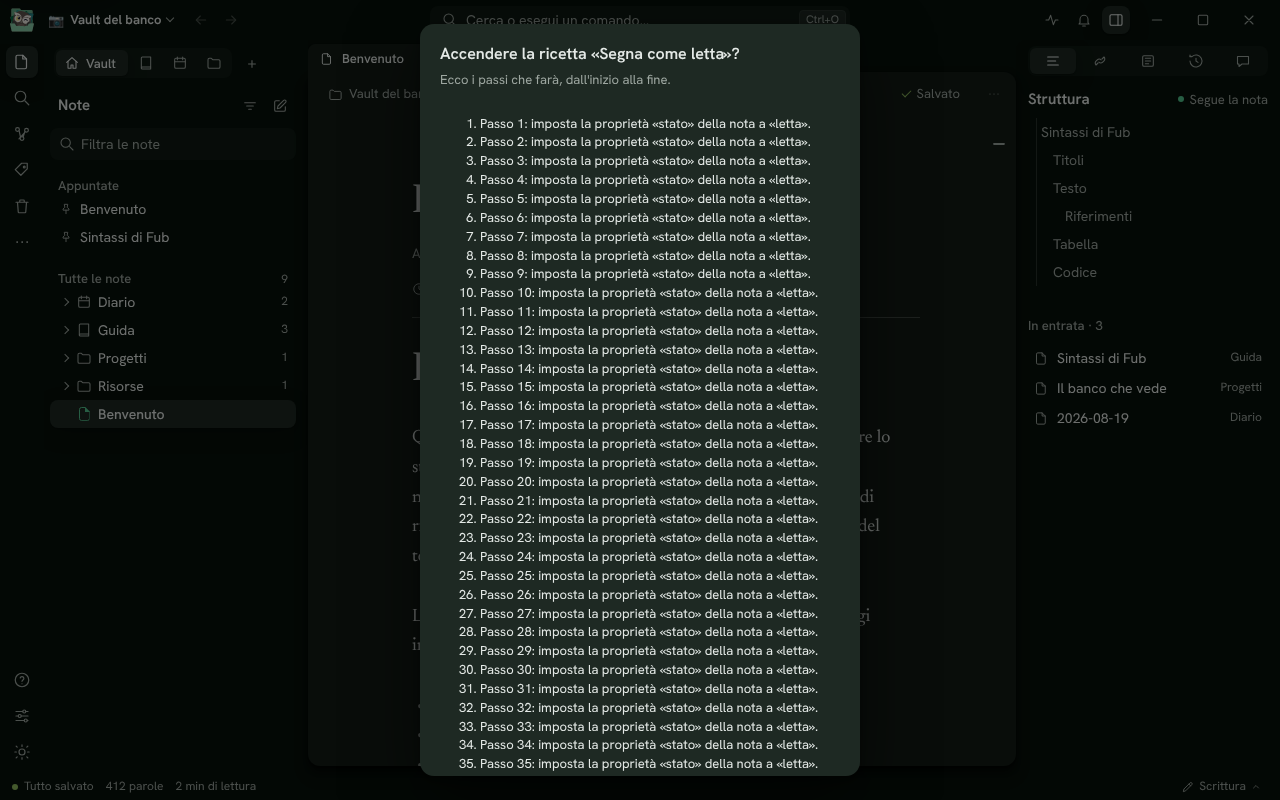 Vault del banco
Cerca o esegui un comando...
Ctrl+O
Vault
Note
Filtra le note
Appuntate
Benvenuto
Sintassi di Fub
Tutte le note 9
Diario 2
Guida 3
Progetti 1
Risorse 1
Benvenuto
Benvenuto
Vault del ba
Salvato
Accendere la ricetta «Segna come letta»?
Ecco i passi che farà, dall'inizio alla fine.
1. Passo 1: imposta la proprietà «stato» della nota a «letta».
2. Passo 2: imposta la proprietà «stato» della nota a «letta».
3. Passo 3: imposta la proprietà «stato» della nota a «letta».
4. Passo 4: imposta la proprietà «stato» della nota a «letta».
5. Passo 5: imposta la proprietà «stato» della nota a «letta».
6. Passo 6: imposta la proprietà «stato» della nota a «letta».
7. Passo 7: imposta la proprietà «stato» della nota a «letta».
8. Passo 8: imposta la proprietà «stato» della nota a «letta».
9. Passo 9: imposta la proprietà «stato» della nota a «letta».
10. Passo 10: imposta la proprietà «stato» della nota a «letta».
11. Passo 11: imposta la proprietà «stato» della nota a «letta».
12. Passo 12: imposta la proprietà «stato» della nota a «letta».
13. Passo 13: imposta la proprietà «stato» della nota a «letta».
14. Passo 14: imposta la proprietà «stato» della nota a «letta».
15. Passo 15: imposta la proprietà «stato» della nota a «letta».
16. Passo 16: imposta la proprietà «stato» della nota a «letta».
17. Passo 17: imposta la proprietà «stato» della nota a «letta».
18. Passo 18: imposta la proprietà «stato» della nota a «letta».
19. Passo 19: imposta la proprietà «stato» della nota a «letta».
20. Passo 20: imposta la proprietà «stato» della nota a «letta».
21. Passo 21: imposta la proprietà «stato» della nota a «letta».
22. Passo 22: imposta la proprietà «stato» della nota a «letta».
23. Passo 23: imposta la proprietà «stato» della nota a «letta».
24. Passo 24: imposta la proprietà «stato» della nota a «letta».
25. Passo 25: imposta la proprietà «stato» della nota a «letta».
26. Passo 26: imposta la proprietà «stato» della nota a «letta».
27. Passo 27: imposta la proprietà «stato» della nota a «letta».
28. Passo 28: imposta la proprietà «stato» della nota a «letta».
29. Passo 29: imposta la proprietà «stato» della nota a «letta».
30. Passo 30: imposta la proprietà «stato» della nota a «letta».
31. Passo 31: imposta la proprietà «stato» della nota a «letta».
32. Passo 32: imposta la proprietà «stato» della nota a «letta».
33. Passo 33: imposta la proprietà «stato» della nota a «letta».
34. Passo 34: imposta la proprietà «stato» della nota a «letta».
35. Passo 35: imposta la proprietà «stato» della nota a «letta».
re lo
di
del
gi
Struttura
Segue la nota
Sintassi di Fub
Titoli
Testo
Riferimenti
Tabella
Codice
In entrata · 3
Sintassi di Fub Guida
Il banco che vede Progetti
2026-08-19 Diario
Tutto salvato 412 parole 2 min di lettura
Scrittura